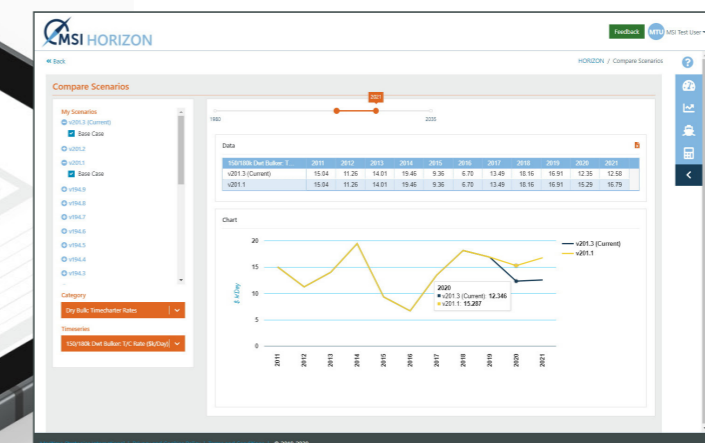 MSI HORIZON
Feedback MTU MSI Test User
« Back
HORIZON / Compare Scenarios
Compare Scenarios
My Scenarios
v201.3 (Current)
Base Case
v201.2
v201.1
Base Case
v194.9
v194.8
v194.7
v194.6
v194.5
v194.4
v194.3
Category
Dry Bulk: Timecharter Rates
Timeseries
150/100k Dwt Bulker: T/C Rate ($k/Day)
2021
1980 2030
Data
150/100k Dwt Bulker: T... 2011 2012 2013 2014 2015 2016 2017 2018 2019 2020 2021
v201.3 (Current) 15.04 11.26 14.01 19.46 9.36 6.70 13.49 18.16 16.91 12.35 12.58
v201.1 15.04 11.26 14.01 19.46 9.36 6.70 13.49 18.16 16.91 15.29 16.79
Chart
20
15
10
5
0
$ k/Day
2011 2012 2013 2014 2015 2016 2017 2018 2019 2020 2021
v201.3 (Current)
v201.1
2020
v201.3 (Current): 12.346
v201.1: 15.287